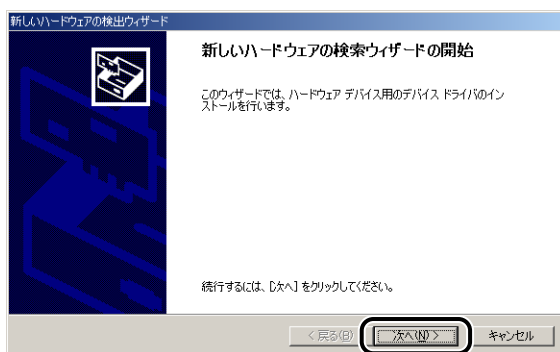 新しいハードウェアの検出ウィザード
新しいハードウェアの検索ウィザードの開始
このウィザードでは、ハードウェア デバイス用のデバイス ドライバのイン
ストールを行います。
続行するには、[次へ] をクリックしてください。
< 戻る(B)
次へ(N) >
キャンセル